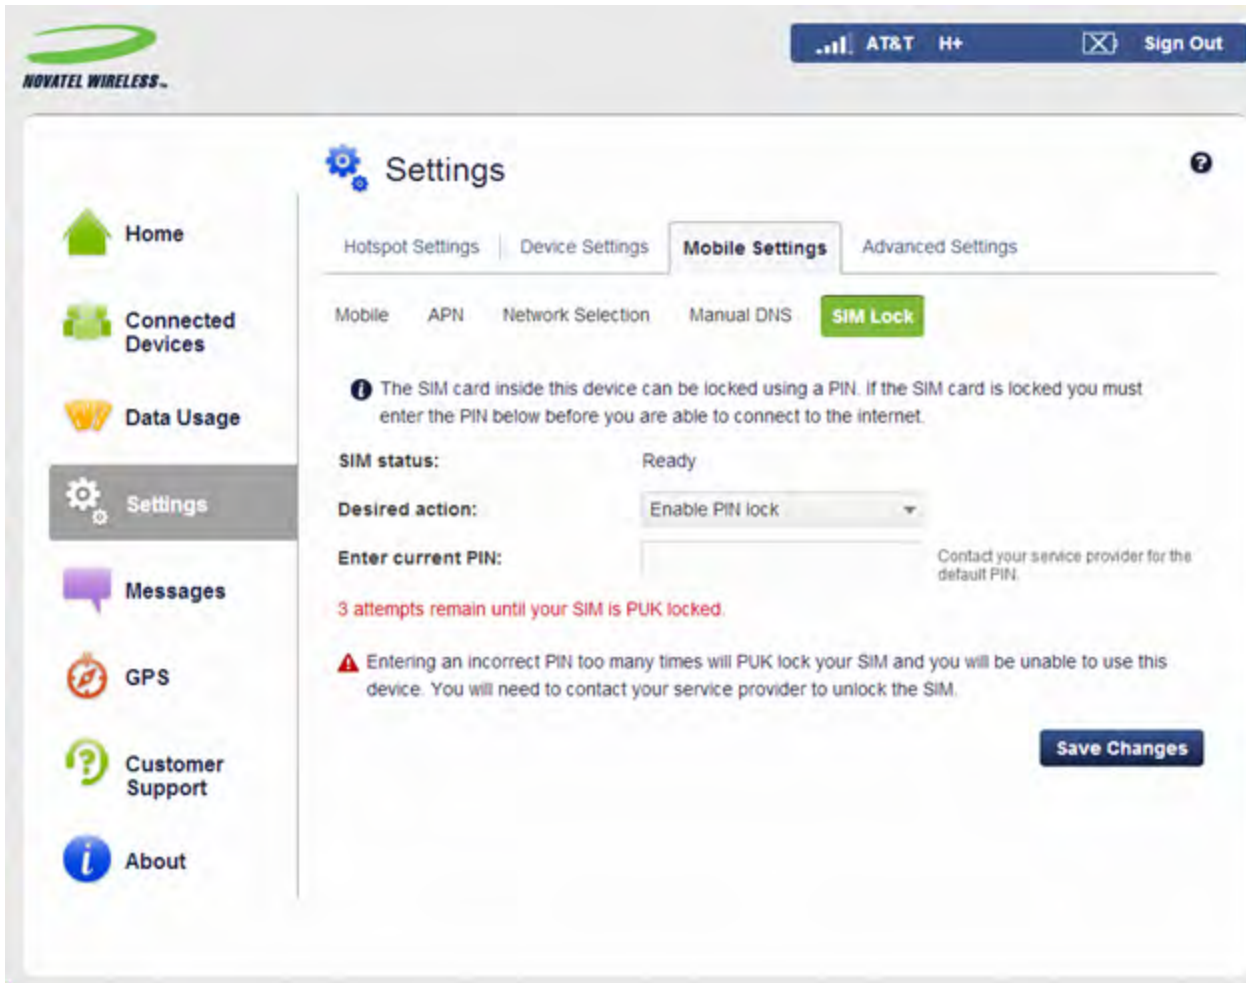 NOVATEL WIRELESS™
AT&T H+ Sign Out
Settings
Home
Connected
Devices
Data Usage
Settings
Messages
GPS
Customer
Support
About
Hotspot Settings Device Settings Mobile Settings Advanced Settings
Mobile APN Network Selection Manual DNS SIM Lock
The SIM card inside this device can be locked using a PIN. If the SIM card is locked you must
enter the PIN below before you are able to connect to the internet.
SIM status: Ready
Desired action: Enable PIN lock
Enter current PIN: Contact your service provider for the
default PIN.
3 attempts remain until your SIM is PUK locked.
Entering an incorrect PIN too many times will PUK lock your SIM and you will be unable to use this
device. You will need to contact your service provider to unlock the SIM.
Save Changes